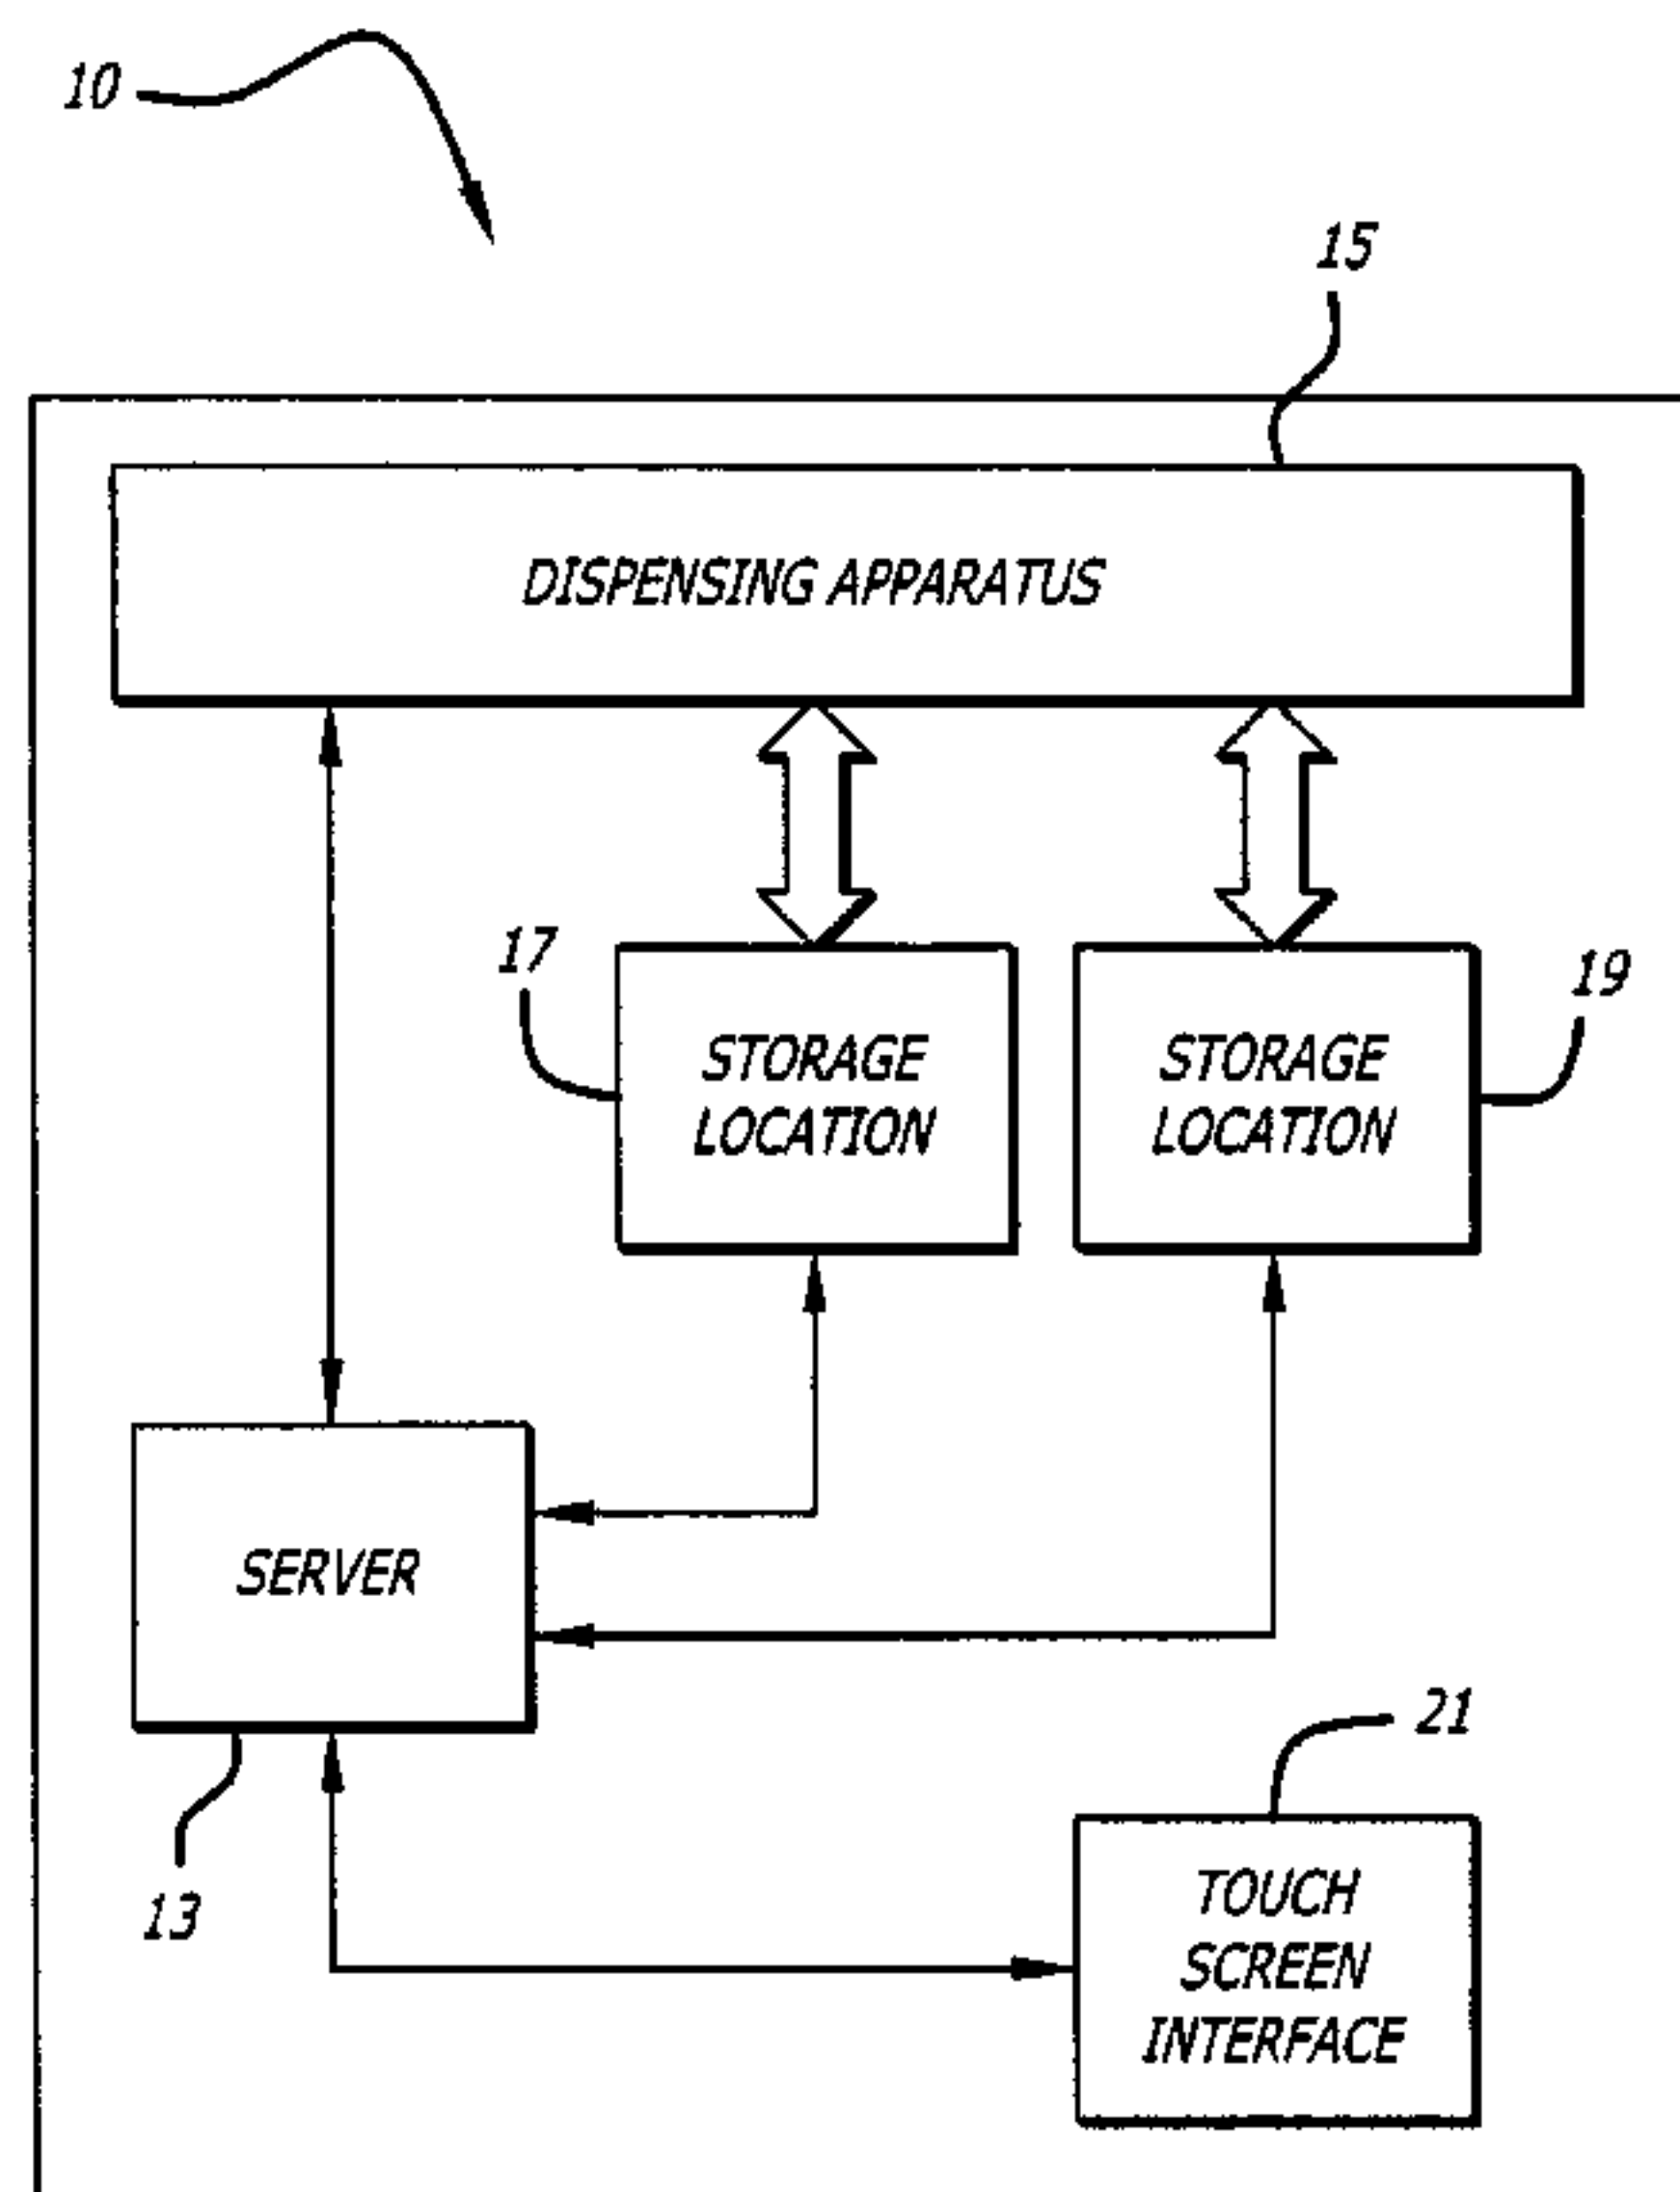 10
15
DISPENSING APPARATUS
17
19
STORAGE
LOCATION
STORAGE
LOCATION
SERVER
21
13
TOUCH
SCREEN
INTERFACE